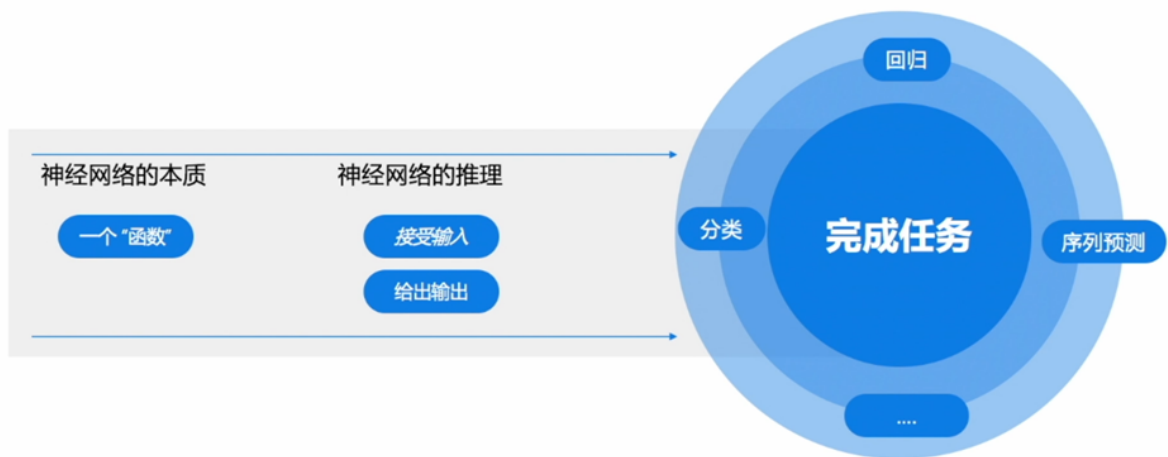 回归
神经网络的本质
神经网络的推理
一个“函数”
接受输入
给出输出
分类
完成任务
序列预测
....